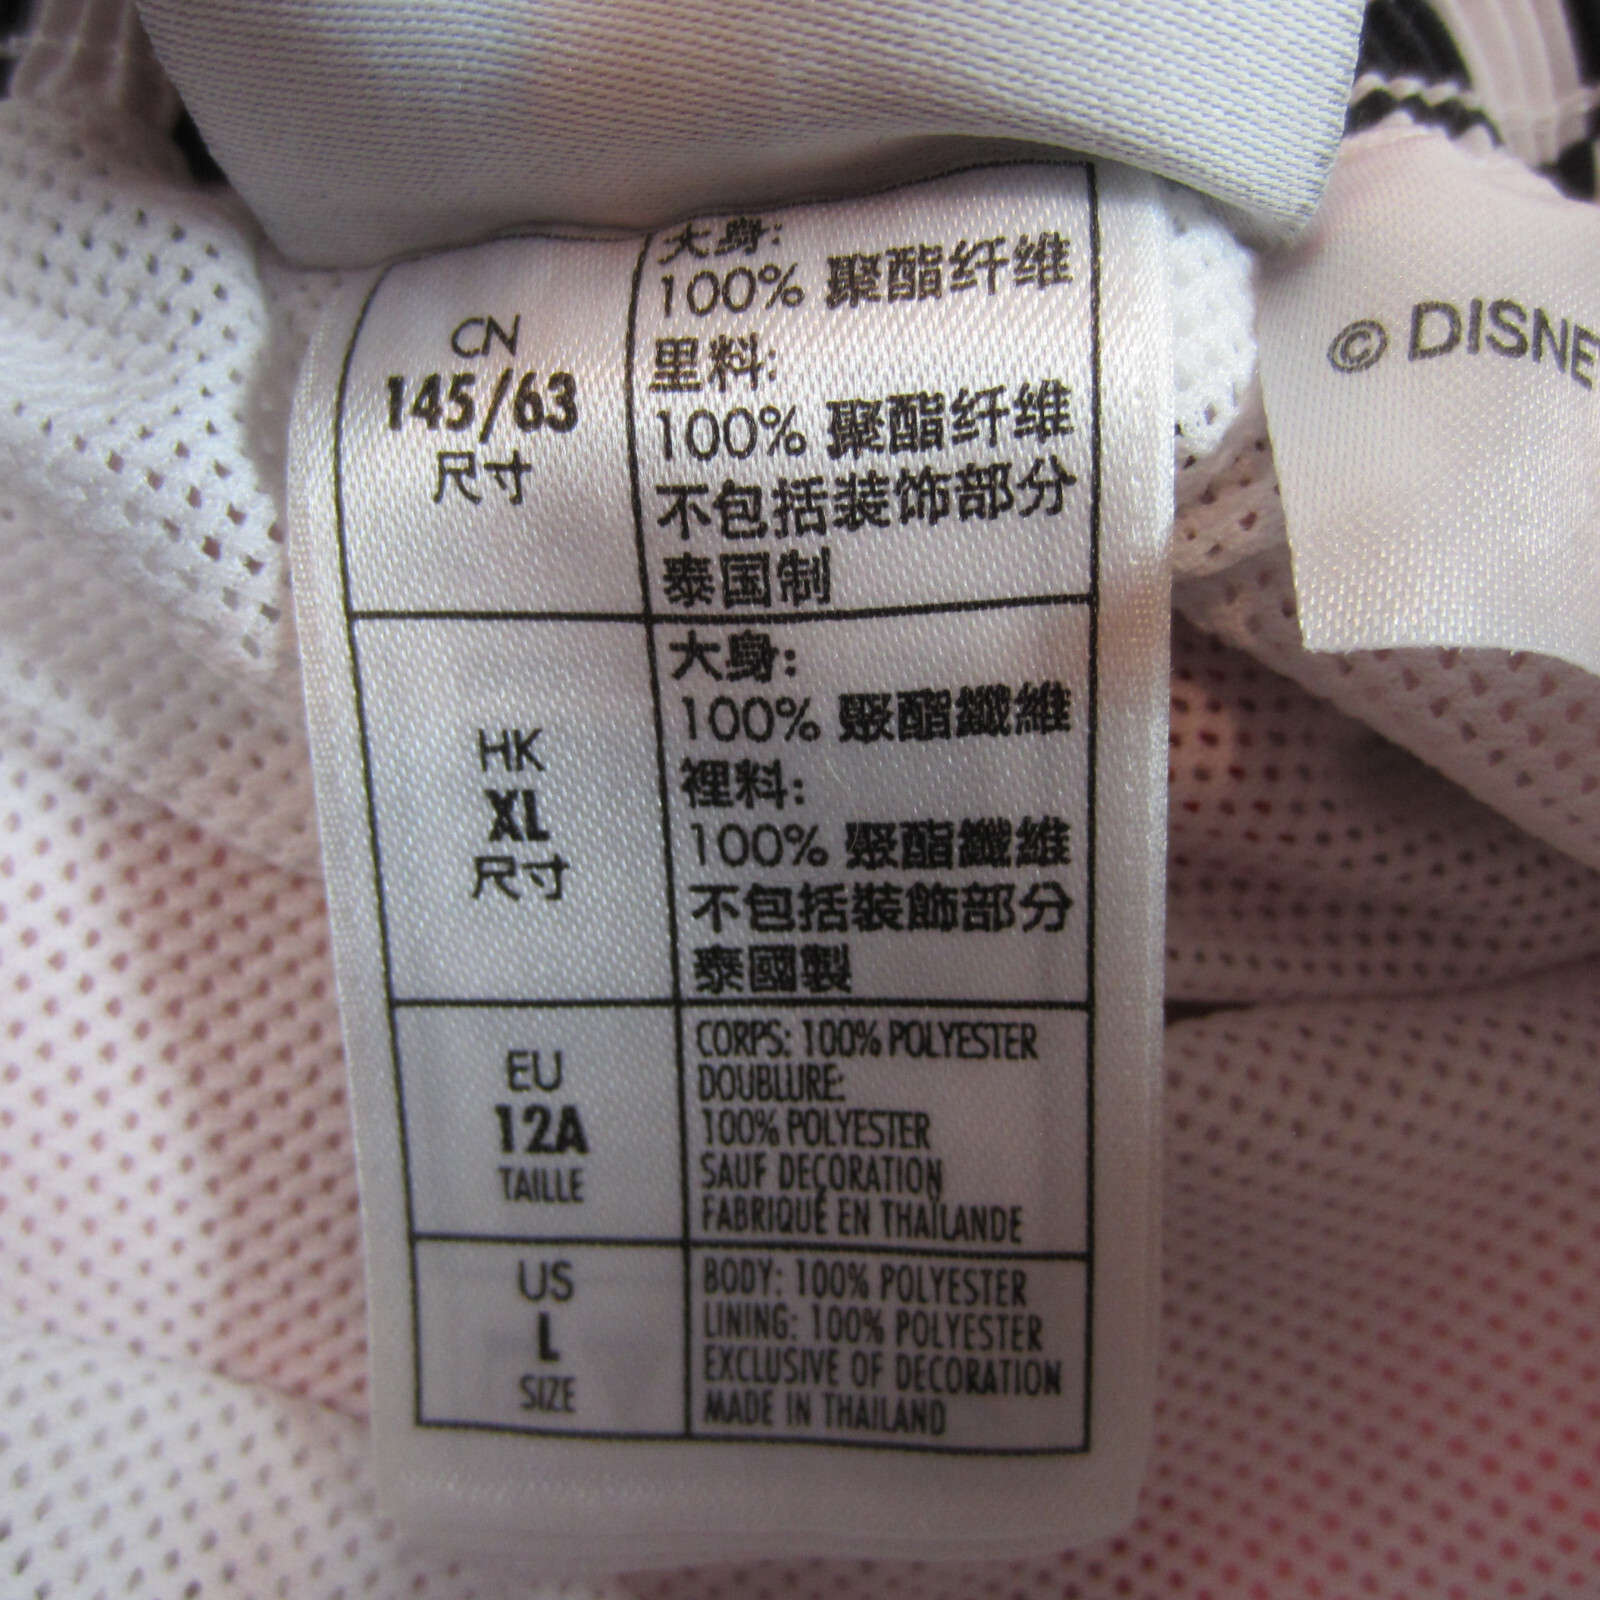 CN
145/63
尺寸
大身:
100% 聚酯纤维
里料:
100% 聚酯纤维
不包括装饰部分
泰国制
HK
XL
尺寸
大身:
100% 聚酯纖維
裡料:
100% 聚酯纖維
不包括裝飾部分
泰國製
EU
12A
TAILLE
CORPS: 100% POLYESTER
DOUBLURE:
100% POLYESTER
SAUF DÉCORATION
FABRIQUÉ EN THAÏLANDE
US
L
SIZE
BODY: 100% POLYESTER
LINING: 100% POLYESTER
EXCLUSIVE OF DECORATION
MADE IN THAILAND
© DISNEY